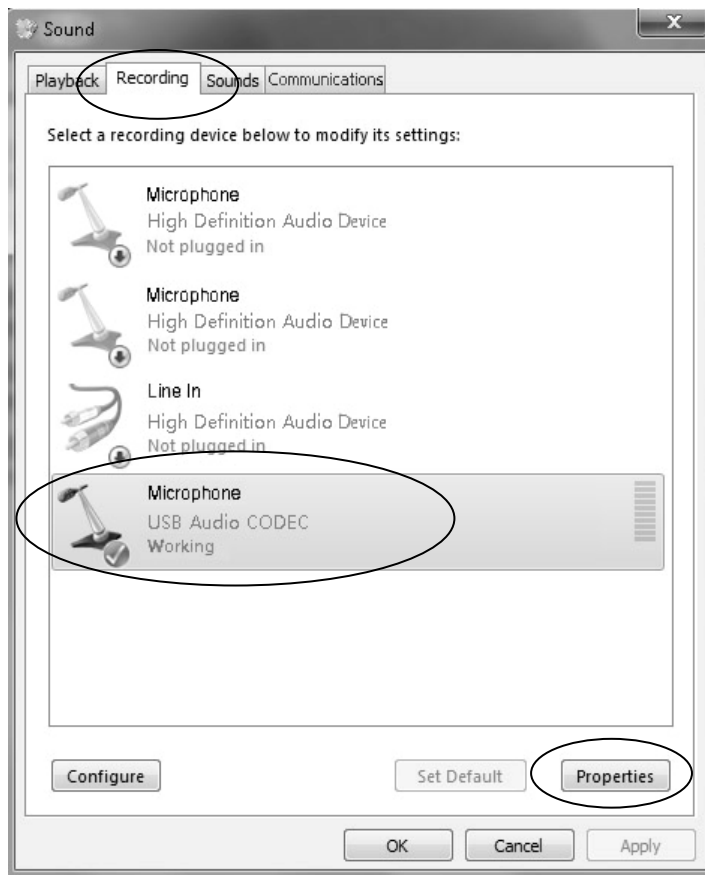 Sound
Playback Recording Sounds Communications
Select a recording device below to modify its settings:
Microphone
High Definition Audio Device
Not plugged in
Microphone
High Definition Audio Device
Not plugged in
Line In
High Definition Audio Device
Not plugged in
Microphone
USB Audio CODEC
Working
Configure Set Default Properties
OK Cancel Apply